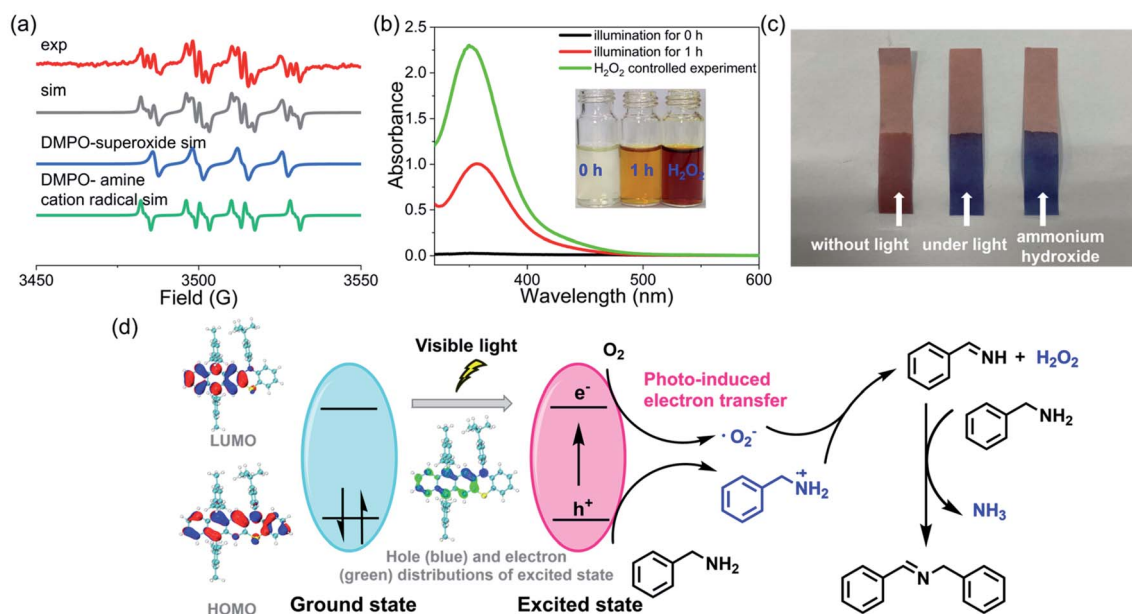 (a)
exp
sim
DMPO-superoxide sim
DMPO- amine
cation radical sim
3450
3500
3550
Field (G)
(b)
Absorbance
2.5
2.0
1.5
1.0
0.5
0.0
illumination for 0 h
illumination for 1 h
H₂O₂ controlled experiment
0 h
1 h
H₂O₂
400
500
600
Wavelength (nm)
(c)
without light
under light
ammonium
hydroxide
(d)
LUMO
HOMO
Ground state
Visible light
Hole (blue) and electron
(green) distributions of excited state
e⁻
h⁺
Excited state
O₂
Photo-induced
electron transfer
·O₂⁻
NH₂
NH₂
NH + H₂O₂
NH₂
NH₃
N